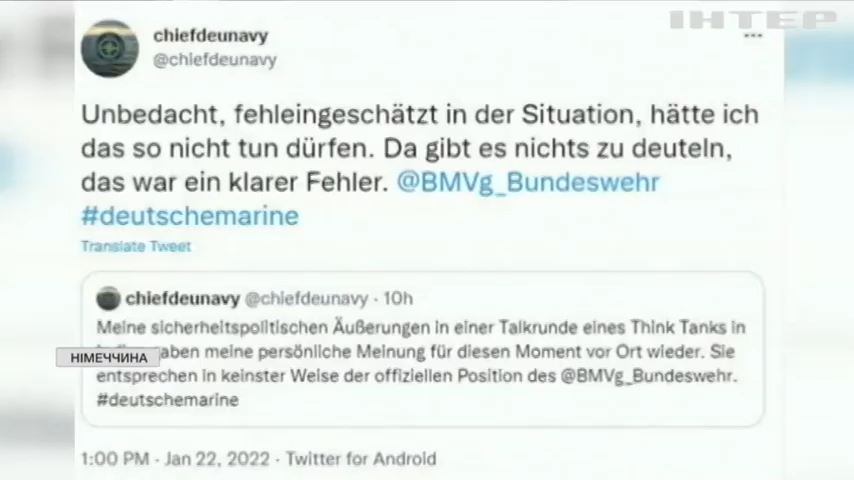 ІНТЕР
chiefdeunavy
@chiefdeunavy
Unbedacht, fehleingeschätzt in der Situation, hätte ich
das so nicht tun dürfen. Da gibt es nichts zu deuteln,
das war ein klarer Fehler. @BMVg_Bundeswehr
#deutschemarine
Translate Tweet
chiefdeunavy @chiefdeunavy · 10h
Meine sicherheitspolitischen Äußerungen in einer Talkrunde eines Think Tanks in
НІМЕЧЧИНА
aben meine persönliche Meinung für diesen Moment vor Ort wieder. Sie
entsprechen in keinster Weise der offiziellen Position des @BMVg_Bundeswehr.
#deutschemarine
1:00 PM · Jan 22, 2022 · Twitter for Android